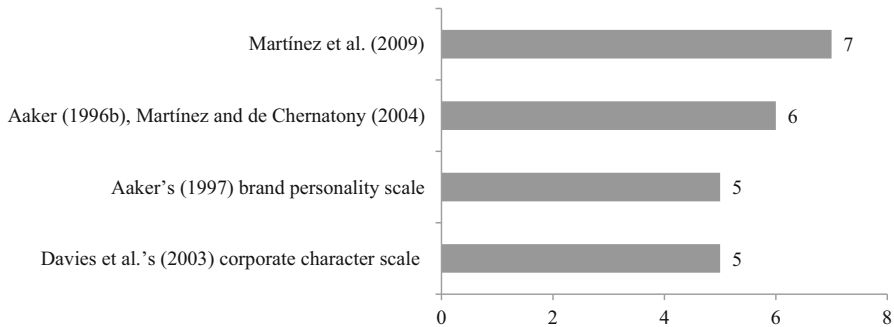 Martínez et al. (2009) 7
Aaker (1996b), Martínez and de Chernatony (2004) 6
Aaker’s (1997) brand personality scale 5
Davies et al.’s (2003) corporate character scale 5
0 2 4 6 8